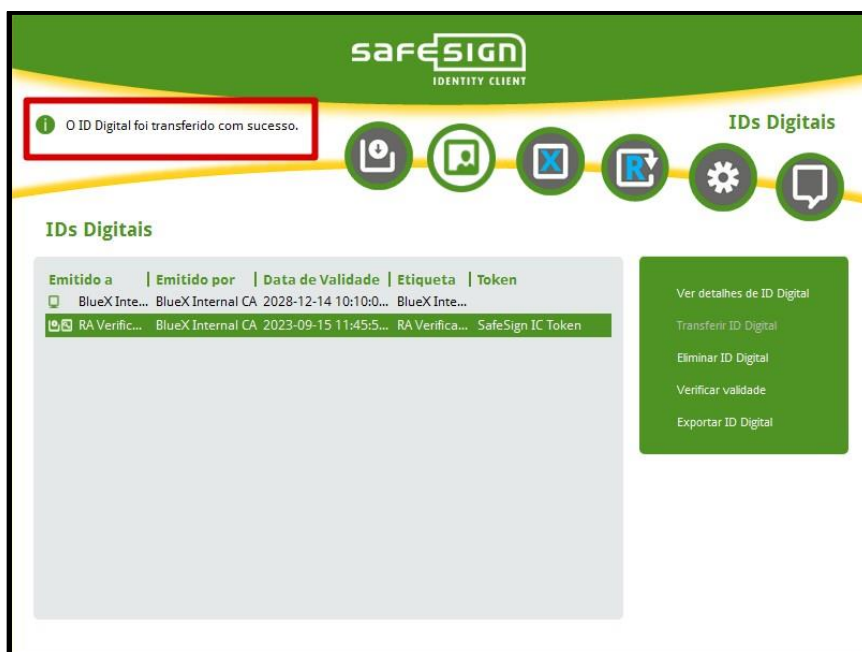 safesign
IDENTITY CLIENT
O ID Digital foi transferido com sucesso.
IDs Digitais
X
R
IDs Digitais
Emitido a Emitido por Data de Validade Etiqueta Token
BlueX Inte... BlueX Internal CA 2028-12-14 10:10:0... BlueX Inte...
RA Verific... BlueX Internal CA 2023-09-15 11:45:5... RA Verifica... SafeSign IC Token
Ver detalhes de ID Digital
Transferir ID Digital
Eliminar ID Digital
Verificar validade
Exportar ID Digital